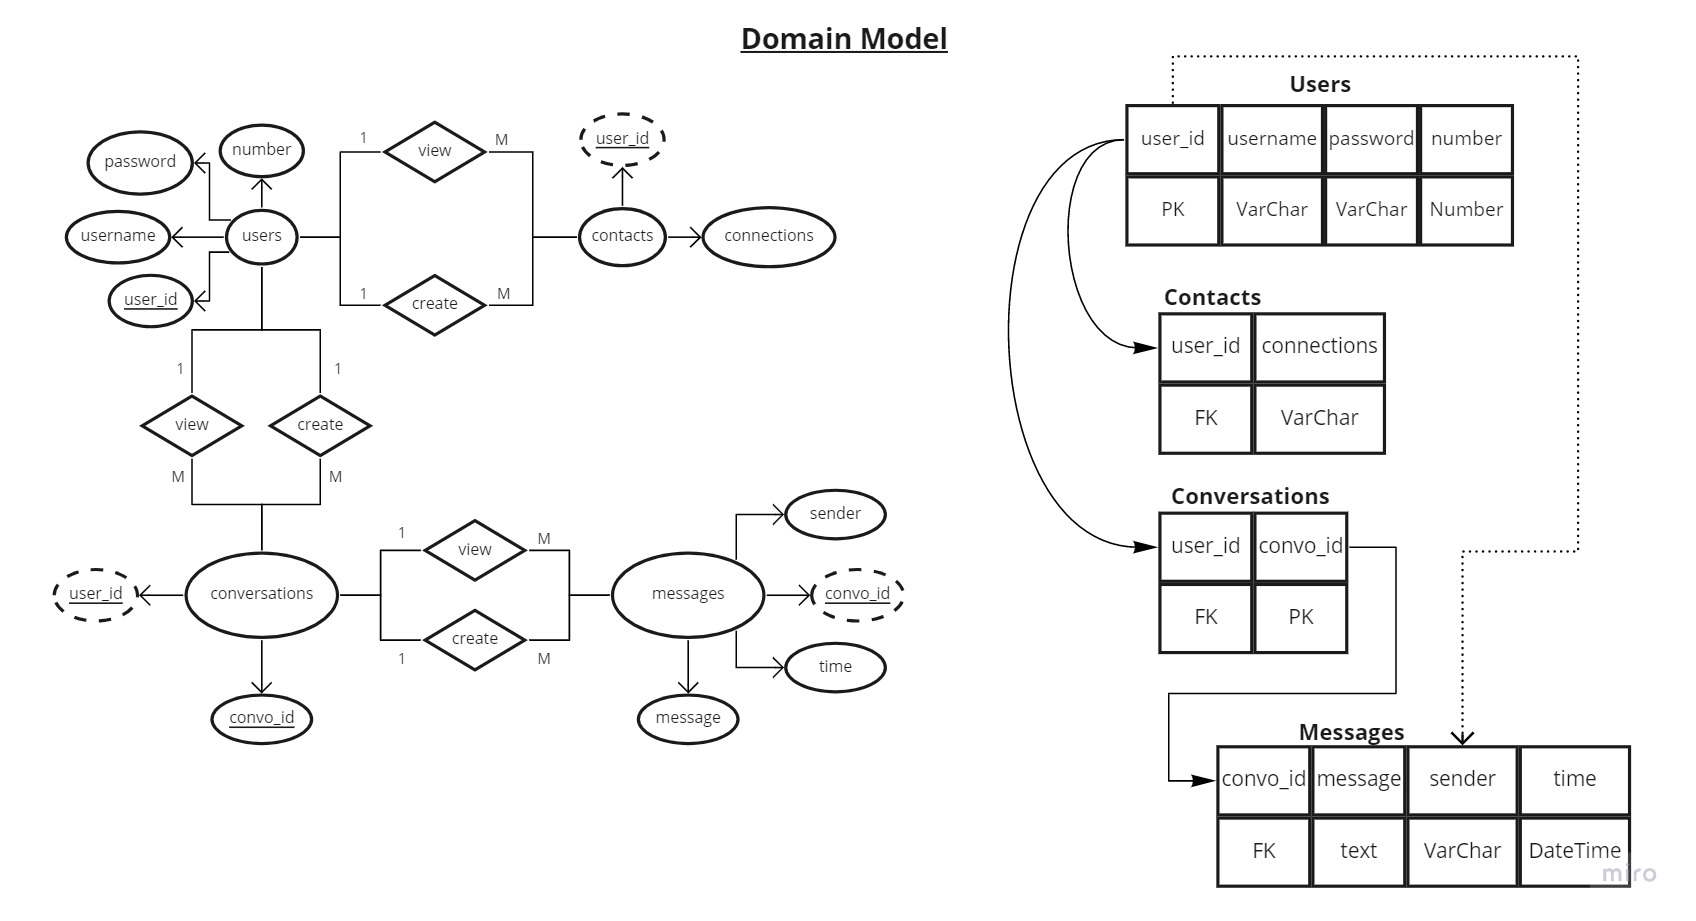 Domain Model
password
number
username
users
user_id
1
view
M
1
create
M
user_id
contacts
connections
1
1
view
create
M
M
user_id
conversations
convo_id
1
view
M
1
create
M
messages
sender
convo_id
time
message
Users
user_id username password number
PK VarChar VarChar Number
Contacts
user_id connections
FK VarChar
Conversations
user_id convo_id
FK PK
Messages
convo_id message sender time
FK text VarChar DateTime
miro